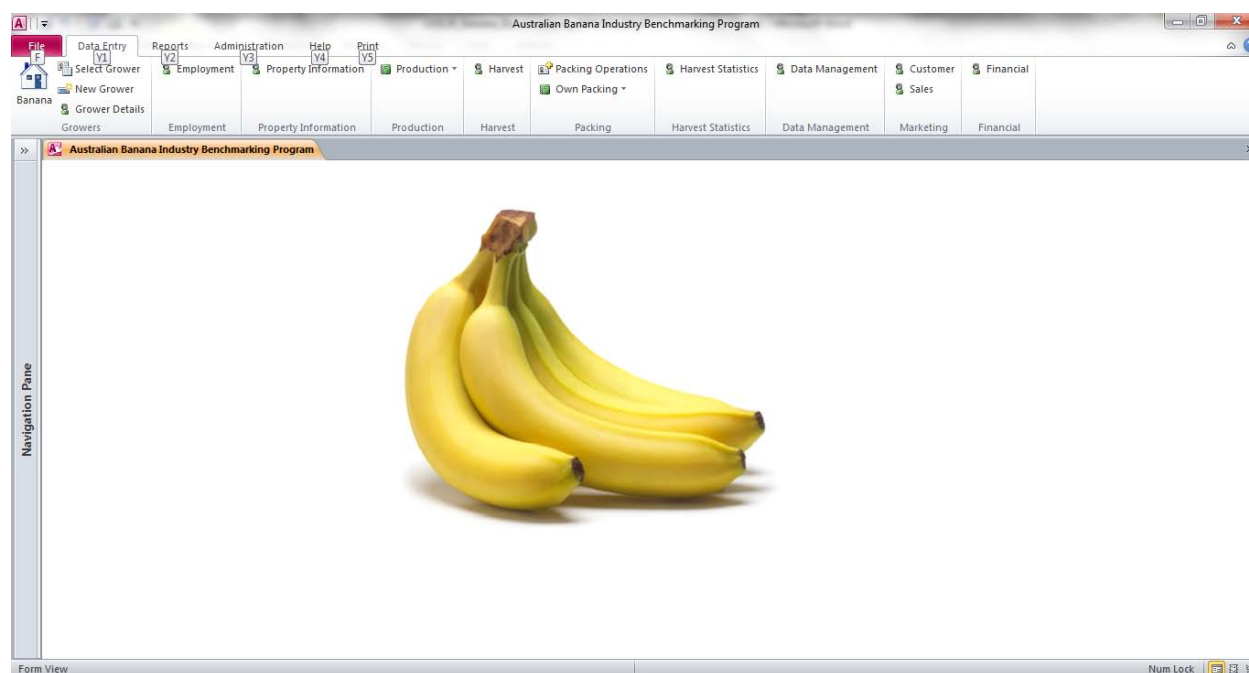 A Australian Banana Industry Benchmarking Program
File Data Entry Reports Administration Help Print
F Y1 Y2 Y3 Y4 Y5
Select Grower Employment Property Information Production Harvest Packing Operations Harvest Statistics Data Management Customer Financial
New Grower Own Packing Sales
Banana
Grower Details
Growers Employment Property Information Production Harvest Packing Harvest Statistics Data Management Marketing Financial
» A Australian Banana Industry Benchmarking Program
Navigation Pane
Form View Num Lock